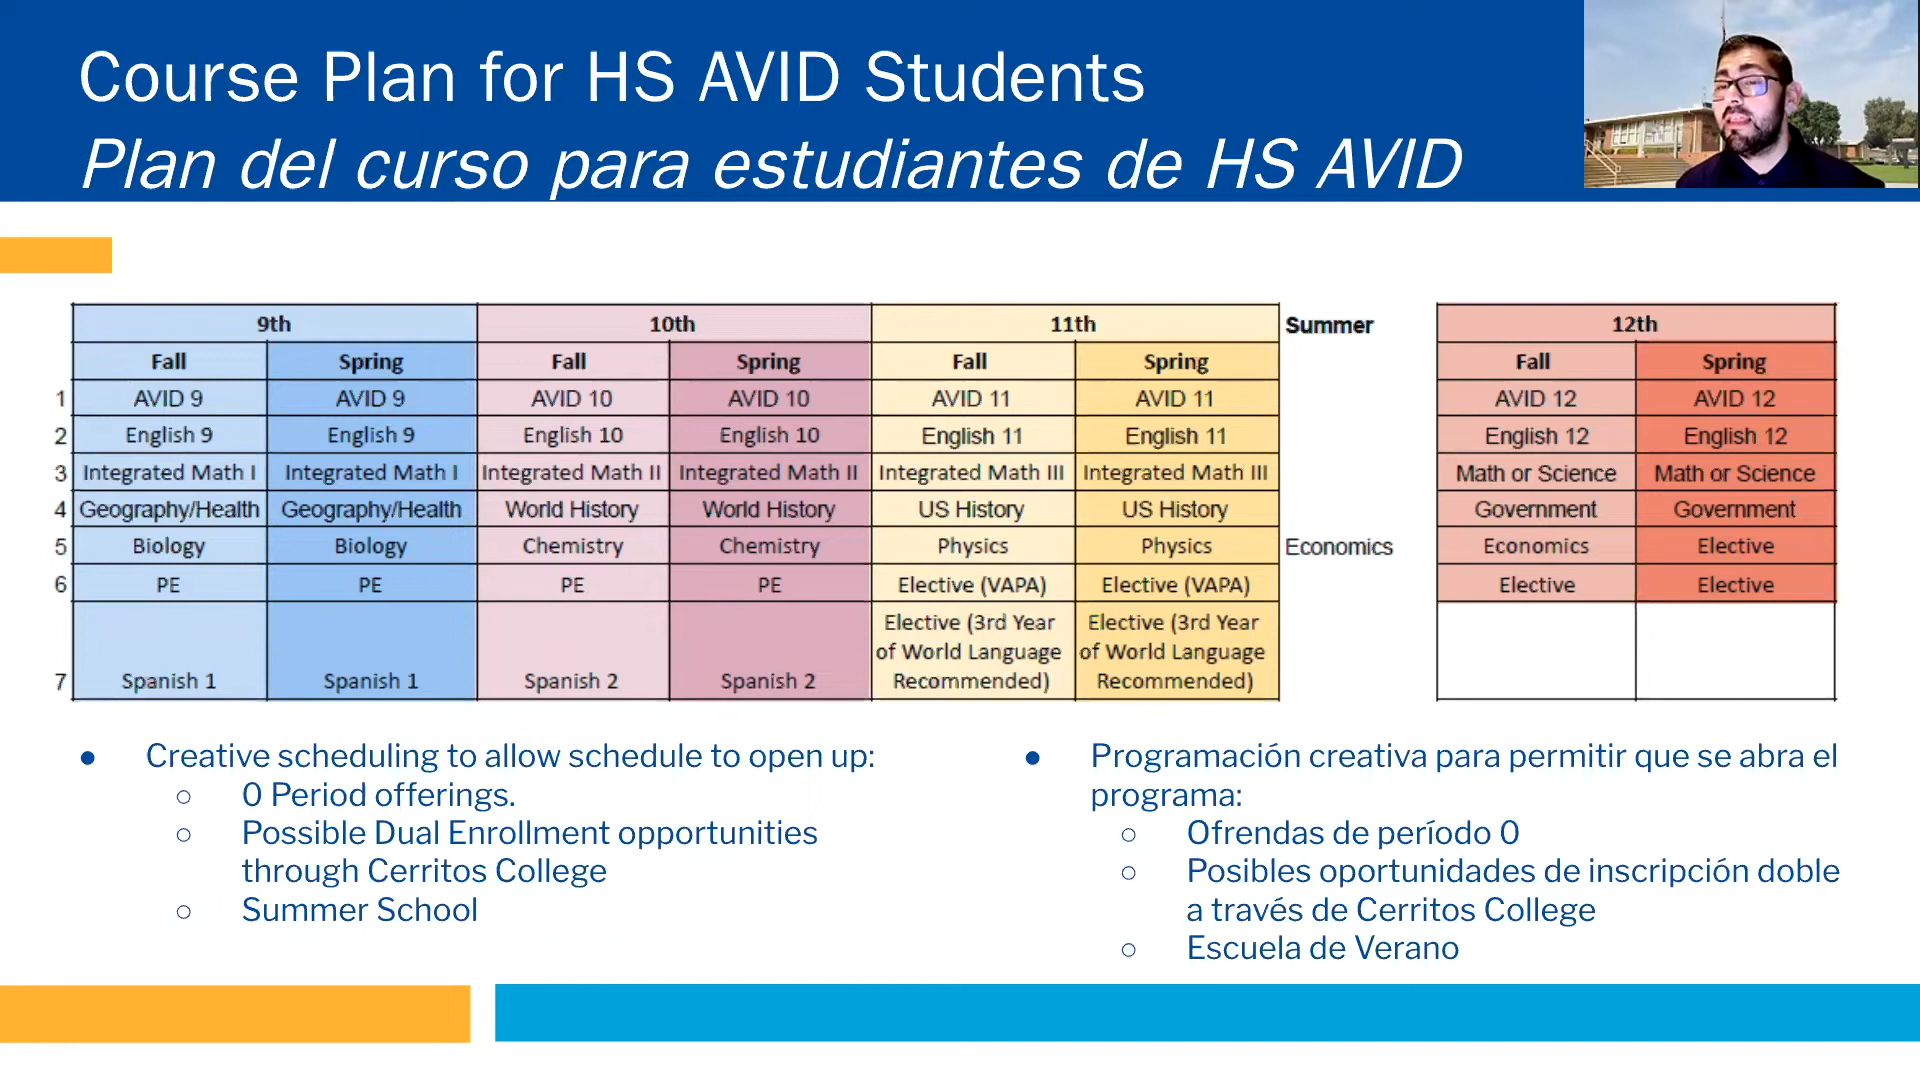 Course Plan for HS AVID Students
Plan del curso para estudiantes de HS AVID
9th 10th 11th Summer 12th
Fall Spring Fall Spring Fall Spring Fall Spring
1 AVID 9 AVID 9 AVID 10 AVID 10 AVID 11 AVID 11 AVID 12 AVID 12
2 English 9 English 9 English 10 English 10 English 11 English 11 English 12 English 12
3 Integrated Math I Integrated Math I Integrated Math II Integrated Math II Integrated Math III Integrated Math III Math or Science Math or Science
4 Geography/Health Geography/Health World History World History US History US History Government Government
5 Biology Biology Chemistry Chemistry Physics Physics Economics Economics Elective
6 PE PE PE PE Elective (VAPA) Elective (VAPA) Elective Elective
Elective (3rd Year Elective (3rd Year
of World Language of World Language
7 Spanish 1 Spanish 1 Spanish 2 Spanish 2 Recommended) Recommended)
● Creative scheduling to allow schedule to open up:
○ 0 Period offerings.
○ Possible Dual Enrollment opportunities
through Cerritos College
○ Summer School
● Programación creativa para permitir que se abra el
programa:
○ Ofrendas de período 0
○ Posibles oportunidades de inscripción doble
a través de Cerritos College
○ Escuela de Verano